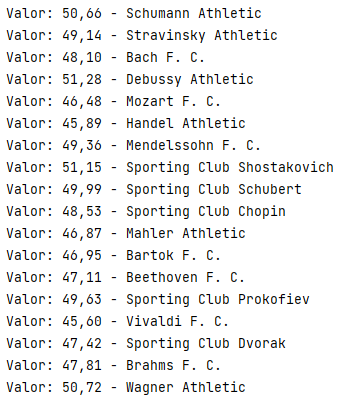 Valor: 50,66 - Schumann Athletic
Valor: 49,14 - Stravinsky Athletic
Valor: 48,10 - Bach F. C.
Valor: 51,28 - Debussy Athletic
Valor: 46,48 - Mozart F. C.
Valor: 45,89 - Handel Athletic
Valor: 49,36 - Mendelssohn F. C.
Valor: 51,15 - Sporting Club Shostakovich
Valor: 49,99 - Sporting Club Schubert
Valor: 48,53 - Sporting Club Chopin
Valor: 46,87 - Mahler Athletic
Valor: 46,95 - Bartok F. C.
Valor: 47,11 - Beethoven F. C.
Valor: 49,63 - Sporting Club Prokofiev
Valor: 45,60 - Vivaldi F. C.
Valor: 47,42 - Sporting Club Dvorak
Valor: 47,81 - Brahms F. C.
Valor: 50,72 - Wagner Athletic